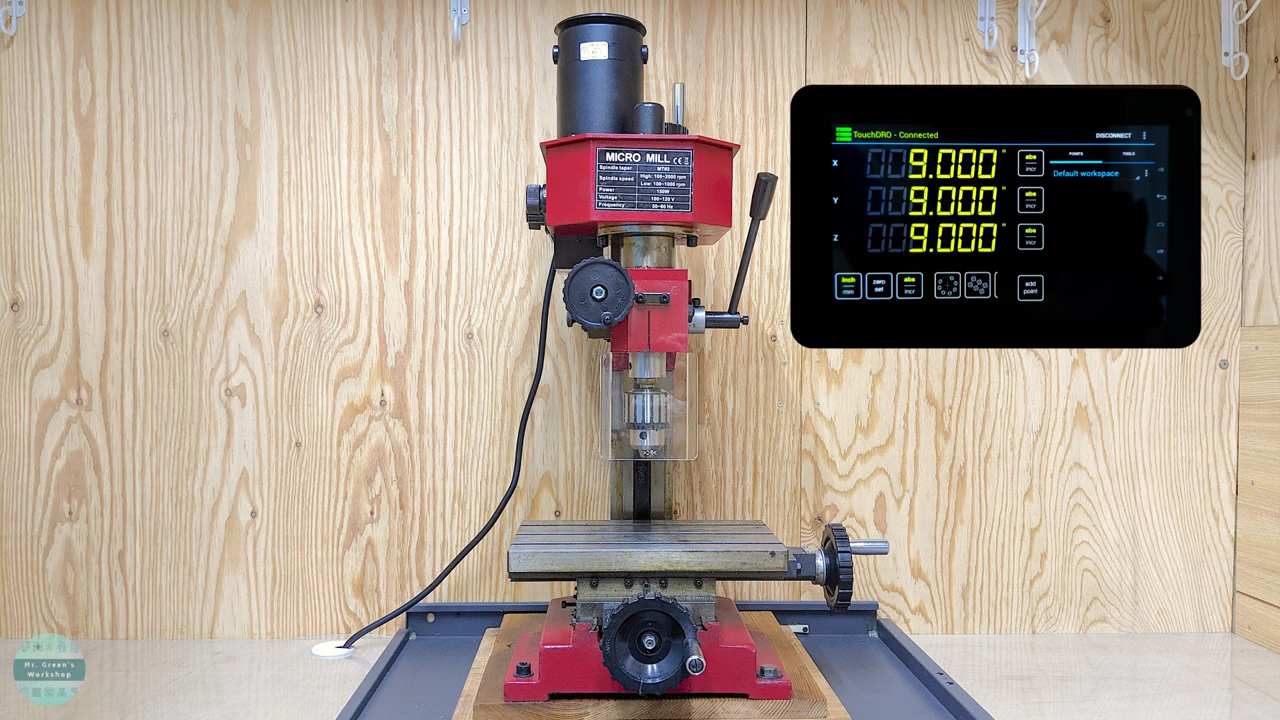 MICRO MILL CE
Spindle taper MT#2
Spindle speed High: 100~2000 rpm
Low: 100~1000 rpm
Power 150W
Voltage 100~120 V
Frequency 50~60 Hz
TouchDRO - Connected
DISCONNECT
X 009.000" abs incr
Y 009.000" abs incr
Z 009.000" abs incr
POINTS TOOLS
Default workspace
inch mm
zero set
abs incr
add point
Mr. Green's
Workshop